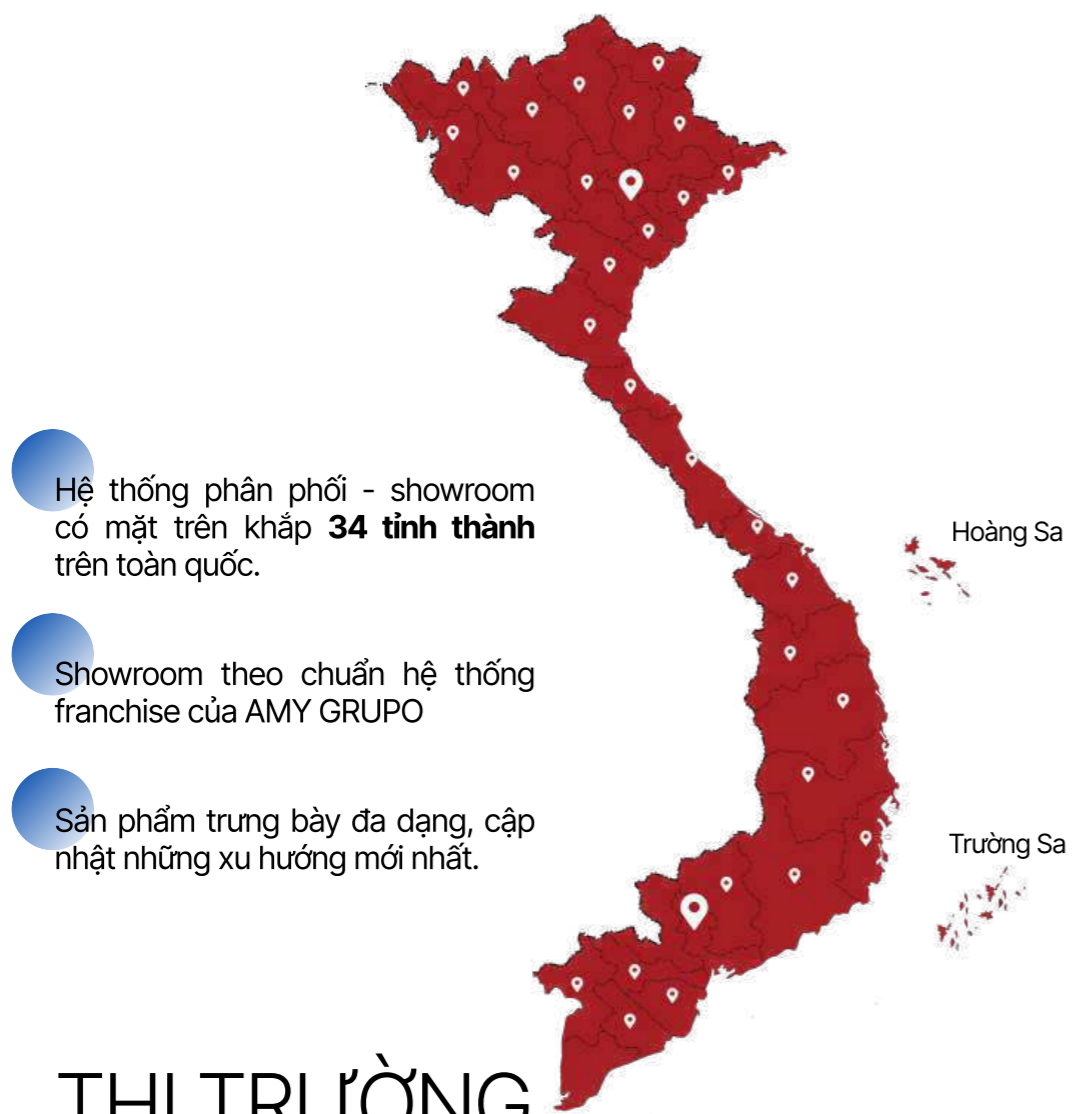 Hệ thống phân phối - showroom
có mặt trên khắp 34 tỉnh thành
trên toàn quốc.
Hoàng Sa
Showroom theo chuẩn hệ thống
franchise của AMY GRUPO
Sản phẩm trưng bày đa dạng, cập
nhật những xu hướng mới nhất.
Trường Sa
THỊ TRƯỜNG